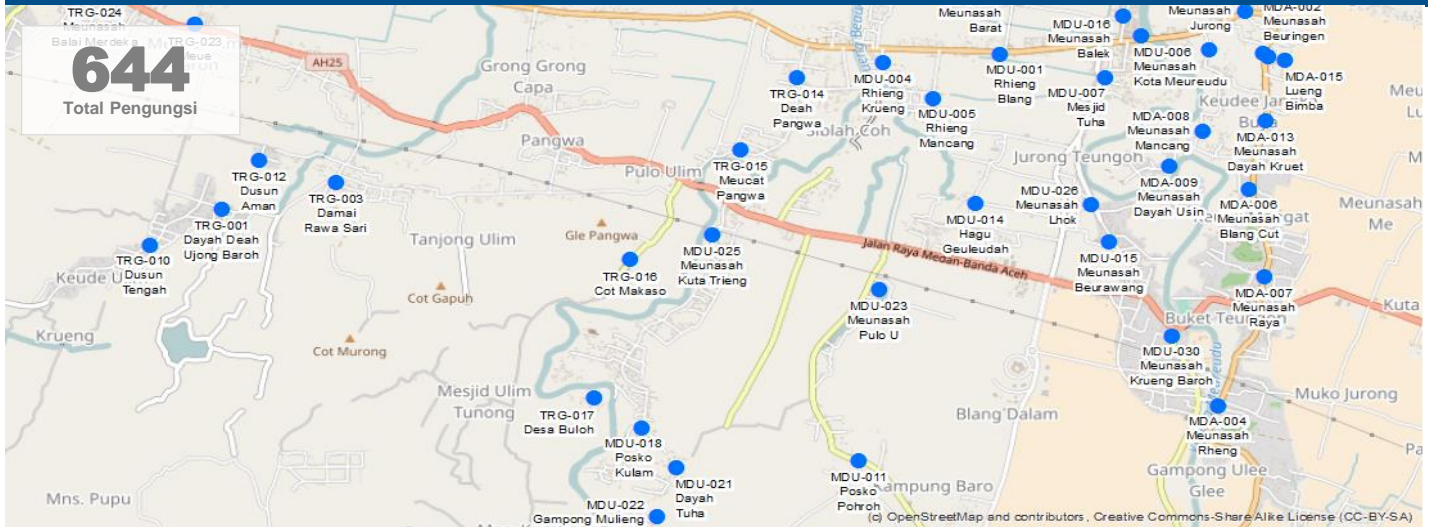 644
Total Pengungsi
TRG-024
Meunasah
Balai Merdeka
TRG-023
Meue
AH25
Grong Grong
Capa
Pangwa
Pulo Ulim
TRG-012
Dusun
Aman
TRG-003
Damai
Rawa Sari
TRG-001
Dayah Deah
Ujong Baroh
TRG-010
Dusun
Tengah
Krueng
Tanjong Ulim
Cot Gapuh
Cot Murong
Gle Pangwa
Mns. Pupu
Mesjid Ulim
Tunong
TRG-014
Deah
Pangwa
TRG-015
Meucat
Pangwa
TRG-016
Cot Makaso
MDU-025
Meunasah
Kuta Trieng
TRG-017
Desa Buloh
MDU-018
Posko
Kulam
MDU-021
Dayah
Tuha
MDU-022
Gampong Mulieng
MDU-004
Rhieng
Krueng
MDU-005
Rhieng
Mancang
Meunasah
Barat
MDU-001
Rhieng
Blang
MDU-014
Hagu
Geuleudah
Jalan Raya Medan-Banda Aceh
MDU-023
Meunasah
Pulo U
MDU-011
Posko
Pohroh
Kampung Baro
Blang Dalam
MDU-016
Meunasah
Balek
MDU-006
Meunasah
Kota Meureudu
MDU-007
Mesjid
Tuha
Meunasah
Jurong
MDA-002
Meunasah
Beuringen
MDA-015
Lueng
Bimba
MDA-008
Meunasah
Mancang
MDA-013
Meunasah
Dayah Kruet
Jurong Teungoh
MDA-009
Meunasah
Dayah Usin
MDU-026
Meunasah
Lhok
MDA-006
Meunasah
Blang Cut
MDU-015
Meunasah
Beurawang
MDA-007
Meunasah
Raya
Meunasah
Me
Kuta
MDU-030
Meunasah
Krueng Baroh
Muko Jurong
MDA-004
Meunasah
Rheng
Gampong Ulee
Glee
(c) OpenStreetMap and contributors, Creative Commons-Share Alike License (CC-BY-SA)